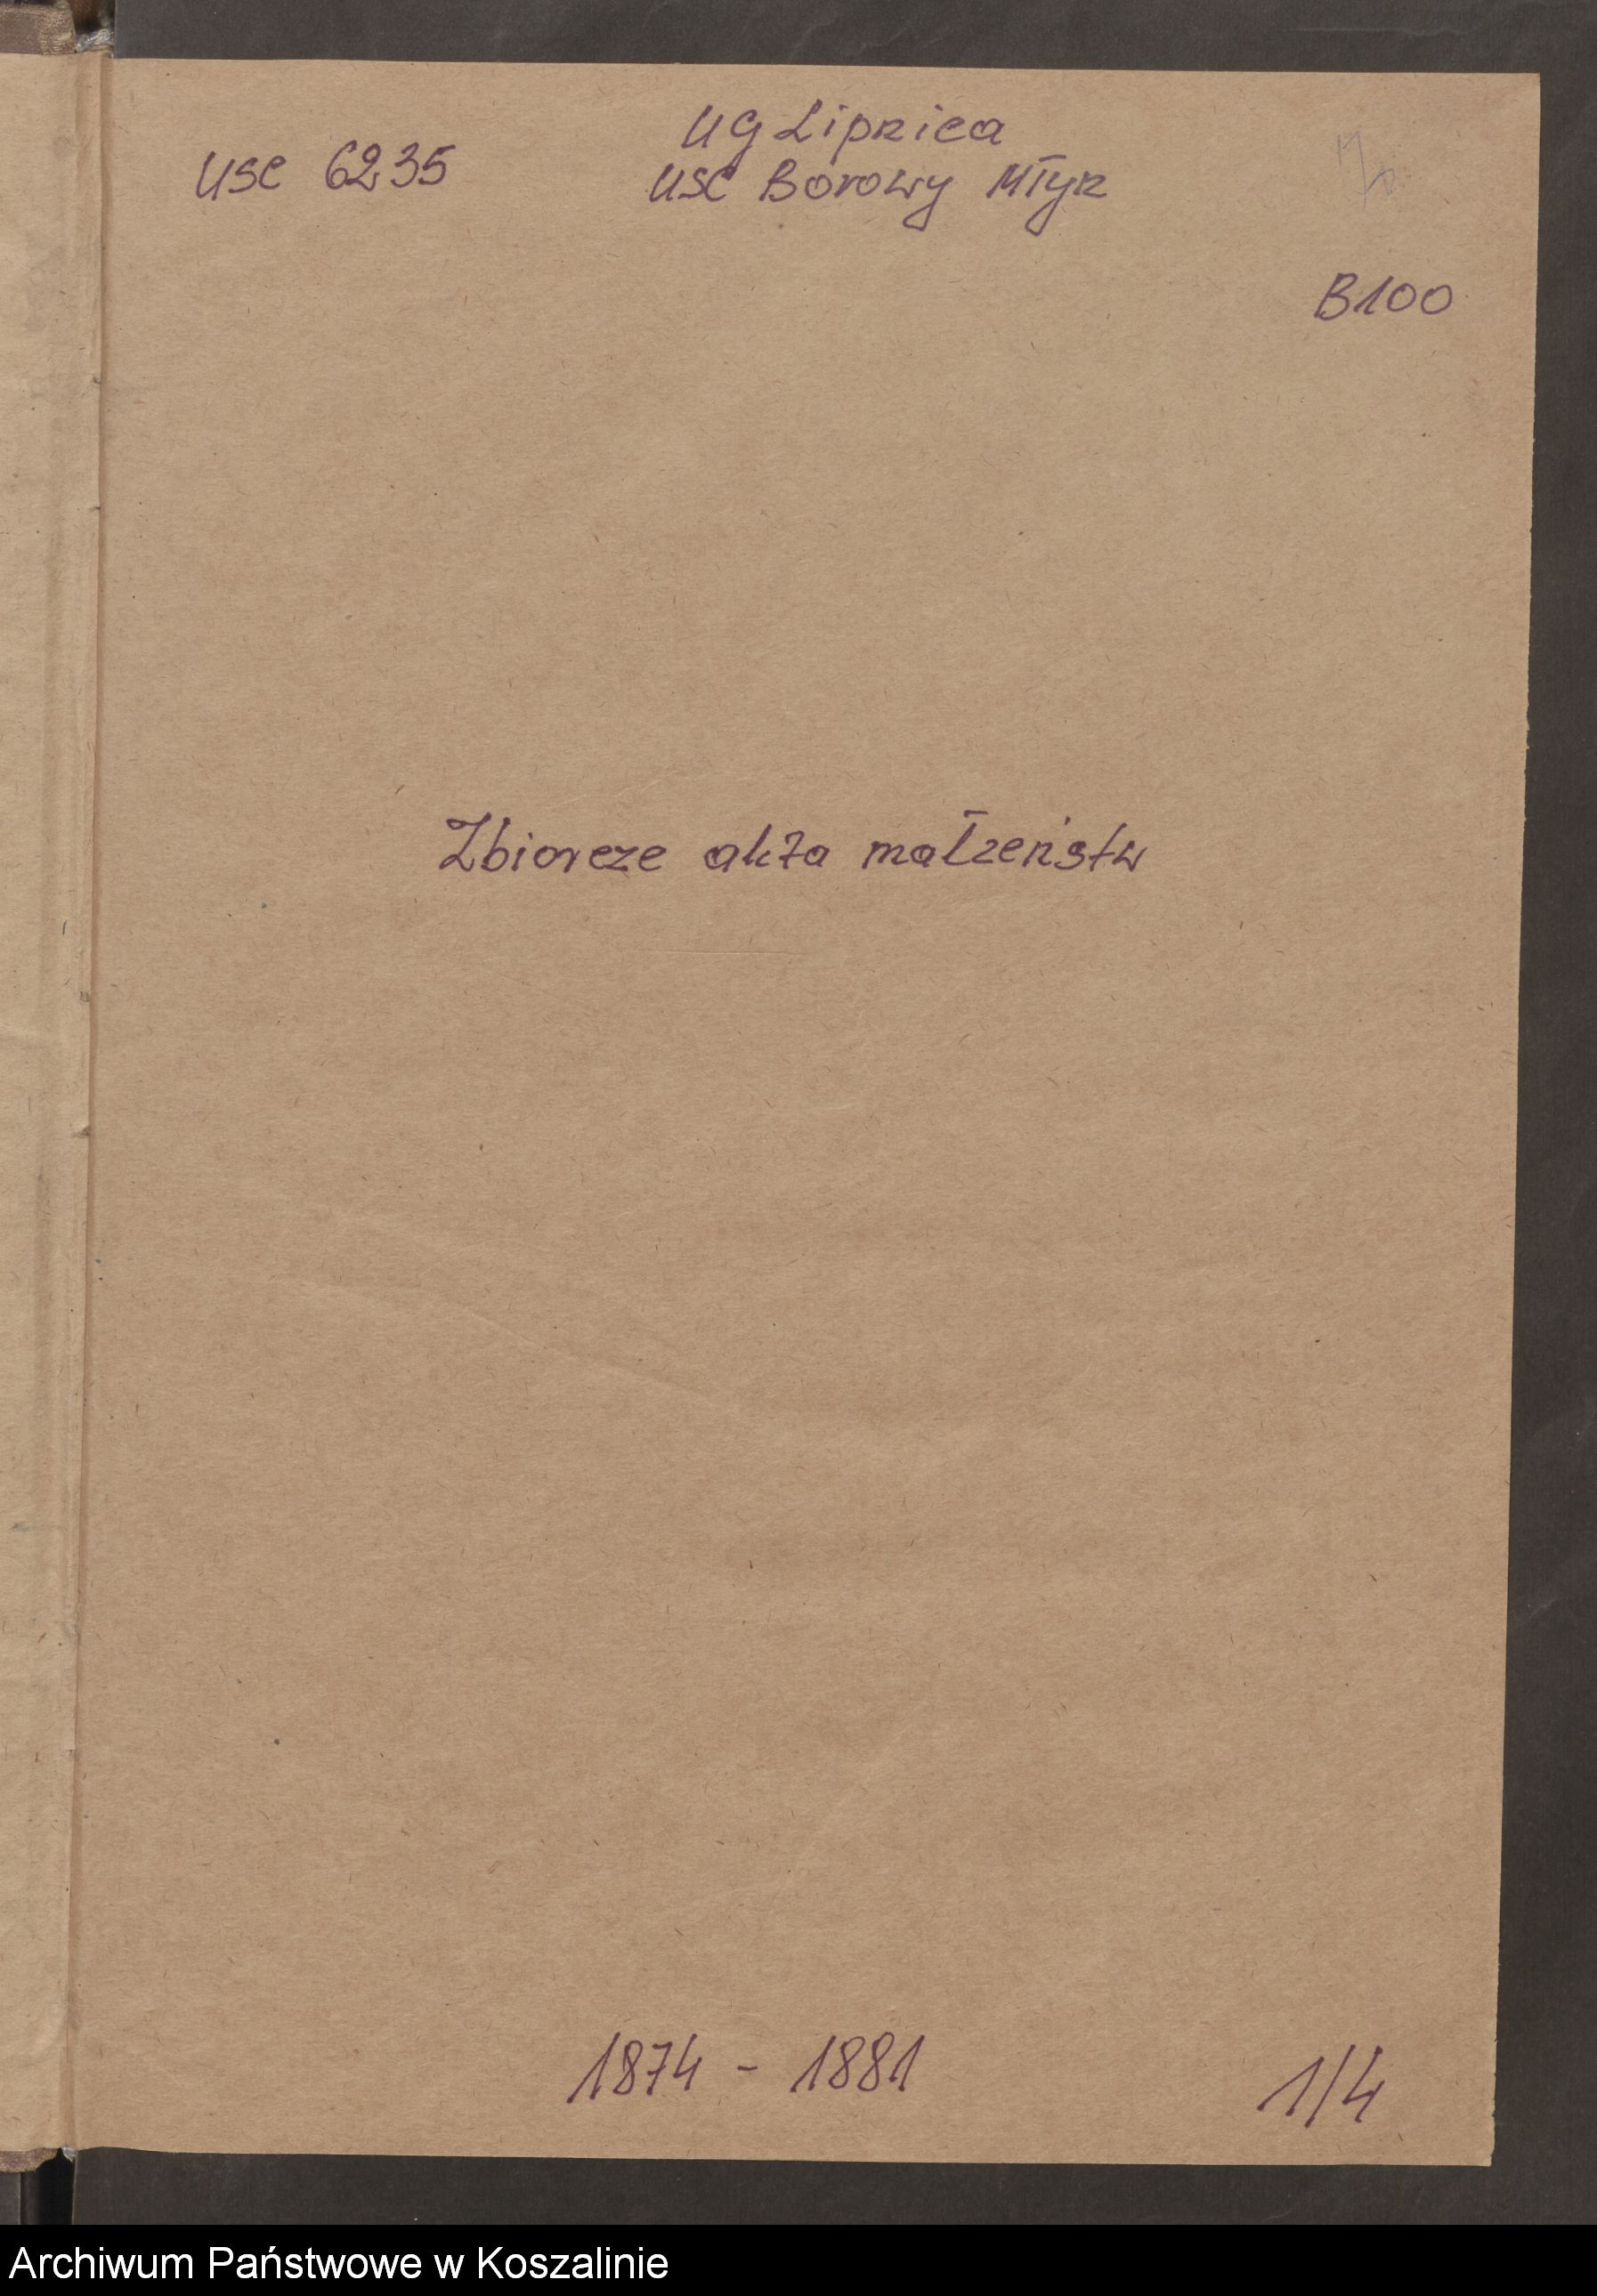 UG Lipnica
USC 6235
USC Borowy Młyn
B100
Zbiorcze akta małżeństw
1874 - 1881
1/4
Archiwum Państwowe w Koszalinie